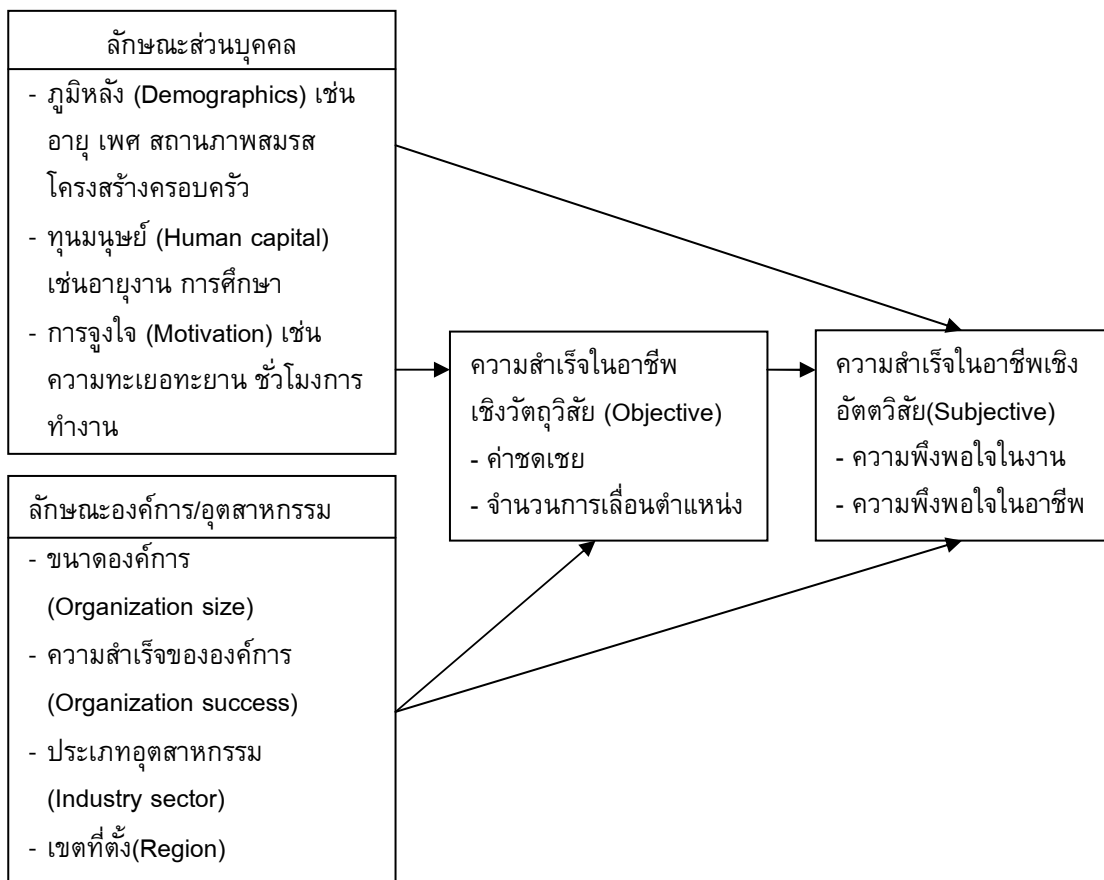 ลักษณะส่วนบุคคล
- ภูมิหลัง (Demographics) เช่น
อายุ เพศ สถานภาพสมรส
โครงสร้างครอบครัว
- ทุนมนุษย์ (Human capital)
เช่นอายุงาน การศึกษา
- การจูงใจ (Motivation) เช่น
ความทะเยอทะยาน ชั่วโมงการ
ทำงาน
ลักษณะองค์การ/อุตสาหกรรม
- ขนาดองค์การ
(Organization size)
- ความสำเร็จขององค์การ
(Organization success)
- ประเภทอุตสาหกรรม
(Industry sector)
- เขตที่ตั้ง(Region)
ความสำเร็จในอาชีพ
เชิงวัตถุวิสัย (Objective)
- ค่าชดเชย
- จำนวนการเลื่อนตำแหน่ง
ความสำเร็จในอาชีพเชิง
อัตตวิสัย(Subjective)
- ความพึงพอใจในงาน
- ความพึงพอใจในอาชีพ